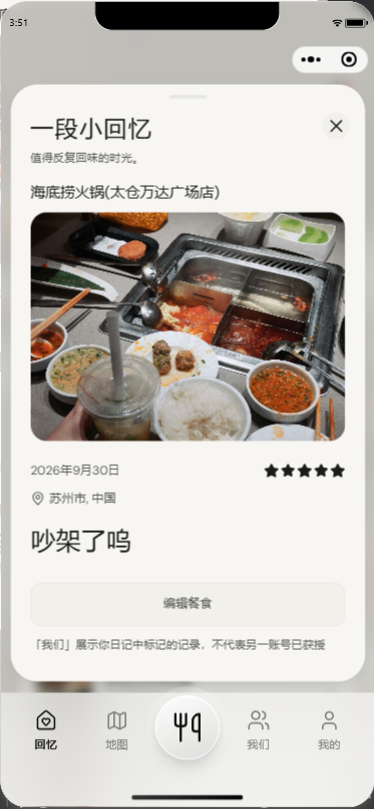 3:51
一段小回忆
值得反复回味的时光。
海底捞火锅(太仓万达广场店)
2026年9月30日
★★★★★
苏州市, 中国
吵架了呜
编辑餐食
「我们」展示你日记中标记的记录，不代表另一账号已获授
回忆
地图
我们
我的